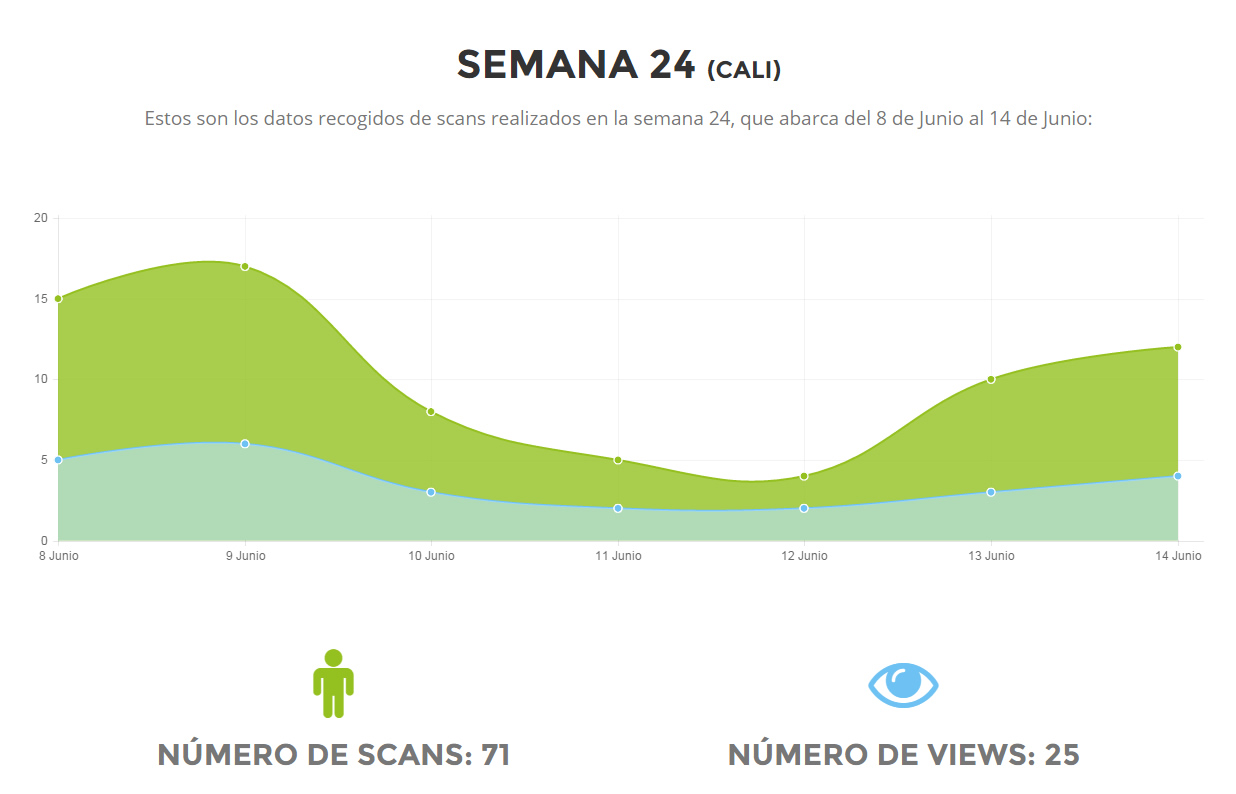 SEMANA 24 (CALI)
Estos son los datos recogidos de scans realizados en la semana 24, que abarca del 8 de Junio al 14 de Junio:
20
15
10
5
0
8 Junio 9 Junio 10 Junio 11 Junio 12 Junio 13 Junio 14 Junio
NÚMERO DE SCANS: 71 NÚMERO DE VIEWS: 25